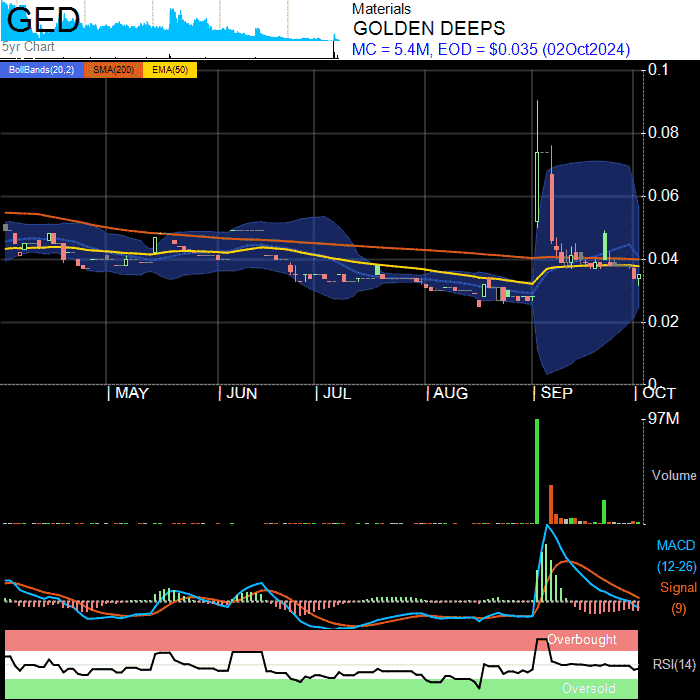 GED
5yr Chart
Materials
GOLDEN DEEPS
MC = 5.4M, EOD = $0.035 (02Oct2024)
BollBands(20,2) SMA(200) EMA(50)
0.1
0.08
0.06
0.04
0.02
0
MAY JUN JUL AUG SEP OCT
97M
Volume
MACD
(12-26)
Signal
(9)
Overbought
RSI(14)
Oversold